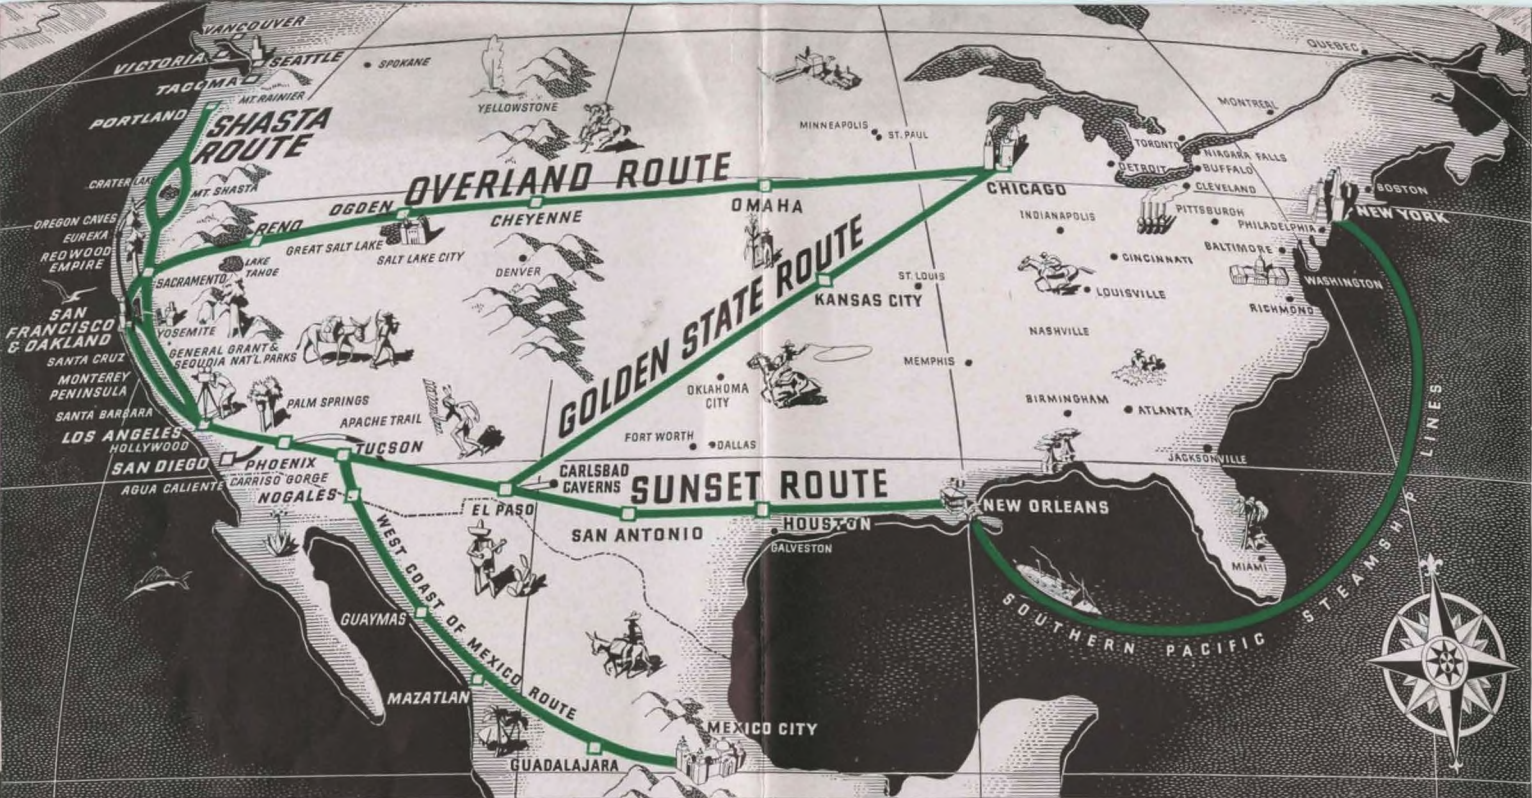 VANCOUVER
VICTORIA
SEATTLE
TACOMA
SPOKANE
MT. RAINIER
PORTLAND
SHASTA
ROUTE
YELLOWSTONE
MINNEAPOLIS
ST. PAUL
QUEBEC
MONTREAL
TORONTO
NIAGARA FALLS
DETROIT
BUFFALO
CLEVELAND
BOSTON
NEW YORK
CHICAGO
CRATER LAKE
MT. SHASTA
OVERLAND ROUTE
OGDEN
CHEYENNE
OMAHA
OREGON CAVES
EUREKA
REDWOOD
EMPIRE
RENO
GREAT SALT LAKE
SALT LAKE CITY
LAKE
TAHOE
SACRAMENTO
DENVER
INDIANAPOLIS
PITTSBURGH
PHILADELPHIA
BALTIMORE
WASHINGTON
CINCINNATI
LOUISVILLE
RICHMOND
ST. LOUIS
KANSAS CITY
GOLDEN STATE ROUTE
SAN
FRANCISCO
& OAKLAND
YOSEMITE
GENERAL GRANT &
SEQUOIA NAT'L. PARKS
SANTA CRUZ
MONTEREY
PENINSULA
SANTA BARBARA
NASHVILLE
MEMPHIS
OKLAHOMA
CITY
BIRMINGHAM
ATLANTA
PALM SPRINGS
APACHE TRAIL
LOS ANGELES
HOLLYWOOD
TUCSON
FORT WORTH
DALLAS
JACKSONVILLE
SAN DIEGO
PHOENIX
CARRISO GORGE
AGUA CALIENTE
NOGALES
CARLSBAD
CAVERNS
SUNSET ROUTE
EL PASO
SAN ANTONIO
HOUSTON
GALVESTON
NEW ORLEANS
MIAMI
SOUTHERN PACIFIC STEAMSHIP LINES
WEST COAST OF MEXICO ROUTE
GUAYMAS
MAZATLAN
GUADALAJARA
MEXICO CITY